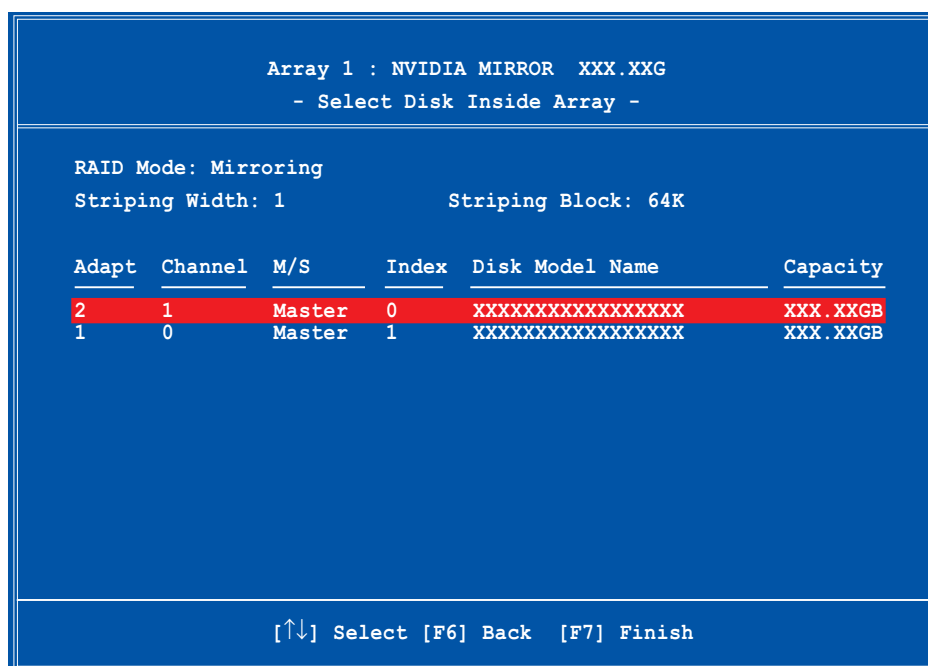 Array 1 : NVIDIA MIRROR XXX.XXG
- Select Disk Inside Array -
RAID Mode: Mirroring
Striping Width: 1 Striping Block: 64K
Adapt Channel M/S Index Disk Model Name Capacity
2 1 Master 0 XXXXXXXXXXXXXXXXX XXX.XXGB
1 0 Master 1 XXXXXXXXXXXXXXXXX XXX.XXGB
[↑↓] Select [F6] Back [F7] Finish